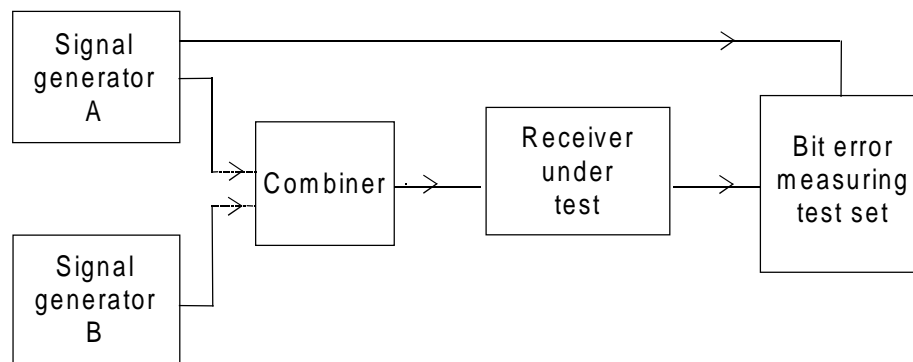 Signal
generator
A
Combiner
Receiver
under
test
Bit error
measuring
test set
Signal
generator
B